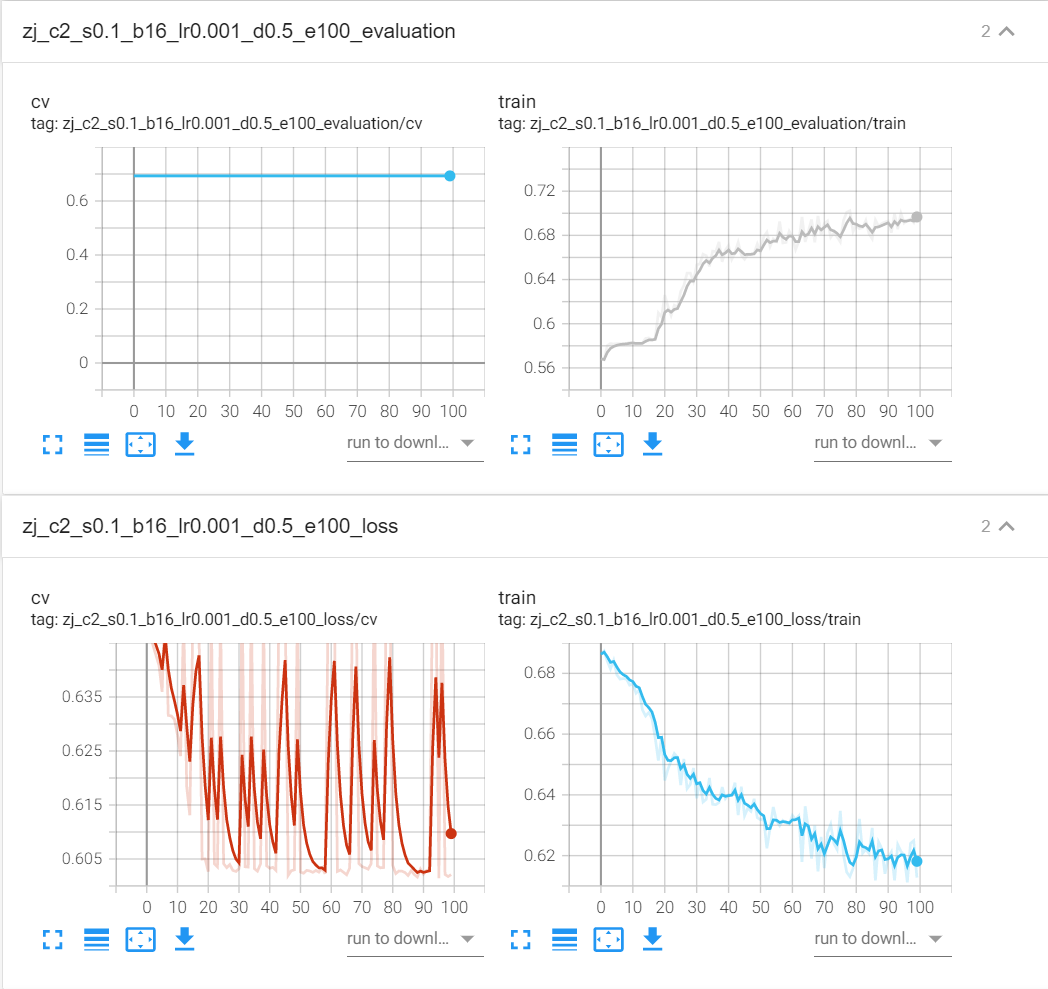 zj_c2_s0.1_b16_lr0.001_d0.5_e100_evaluation 2
cv
tag: zj_c2_s0.1_b16_lr0.001_d0.5_e100_evaluation/cv
0.6
0.4
0.2
0
0 10 20 30 40 50 60 70 80 90 100
run to downl...
train
tag: zj_c2_s0.1_b16_lr0.001_d0.5_e100_evaluation/train
0.72
0.68
0.64
0.6
0.56
0 10 20 30 40 50 60 70 80 90 100
run to downl...
zj_c2_s0.1_b16_lr0.001_d0.5_e100_loss 2
cv
tag: zj_c2_s0.1_b16_lr0.001_d0.5_e100_loss/cv
0.635
0.625
0.615
0.605
0 10 20 30 40 50 60 70 80 90 100
run to downl...
train
tag: zj_c2_s0.1_b16_lr0.001_d0.5_e100_loss/train
0.68
0.66
0.64
0.62
0 10 20 30 40 50 60 70 80 90 100
run to downl...